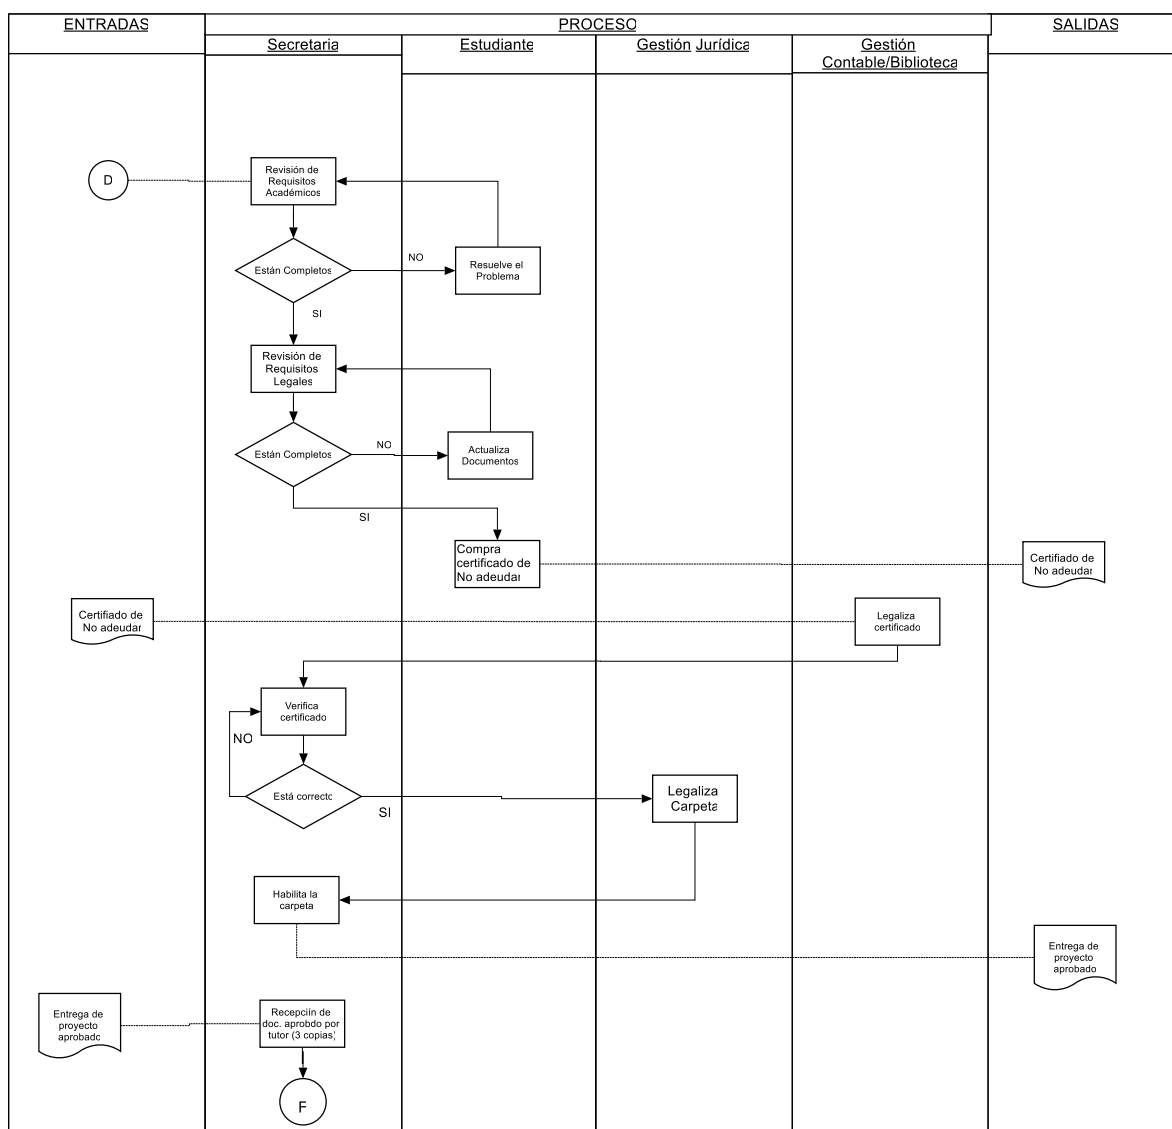 ENTRADAS
PROCESO
SALIDAS
Secretaria
Estudiante
Gestión Jurídica
Gestión
Contable/Biblioteca
D
Revisión de
Requisitos
Académicos
Están Completos
NO
Resuelve el
Problema
SI
Revisión de
Requisitos
Legales
Están Completos
NO
Actualiza
Documentos
SI
Compra
certificado de
No adeudar
Certifiado de
No adeudar
Certifiado de
No adeudar
Legaliza
certificado
Verifica
certificado
NO
Está correcto
SI
Legaliza
Carpeta
Habilita la
carpeta
Entrega de
proyecto
aprobado
Entrega de
proyecto
aprobado
Recepciín de
doc. aprobdo por
tutor (3 copias)
F